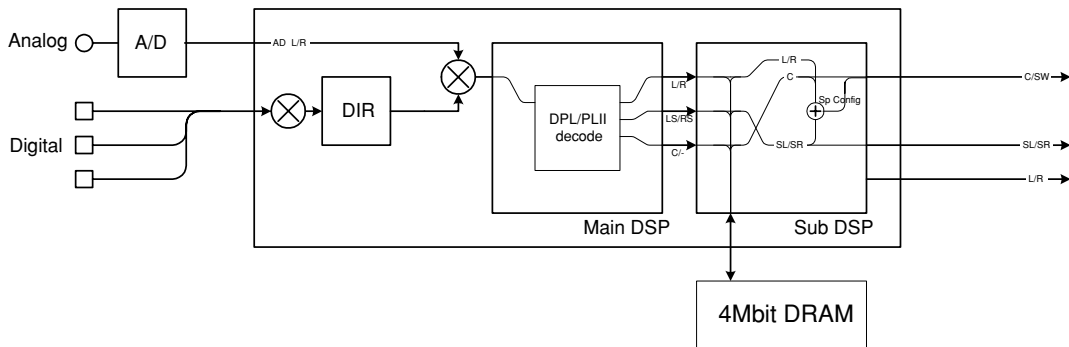 Analog
A/D
AD L/R
Digital
DIR
DPL/PLII
decode
L/R
LS/RS
C/-
Main DSP
L/R
C
Sp Config
SL/SR
Sub DSP
C/SW
SL/SR
L/R
4Mbit DRAM